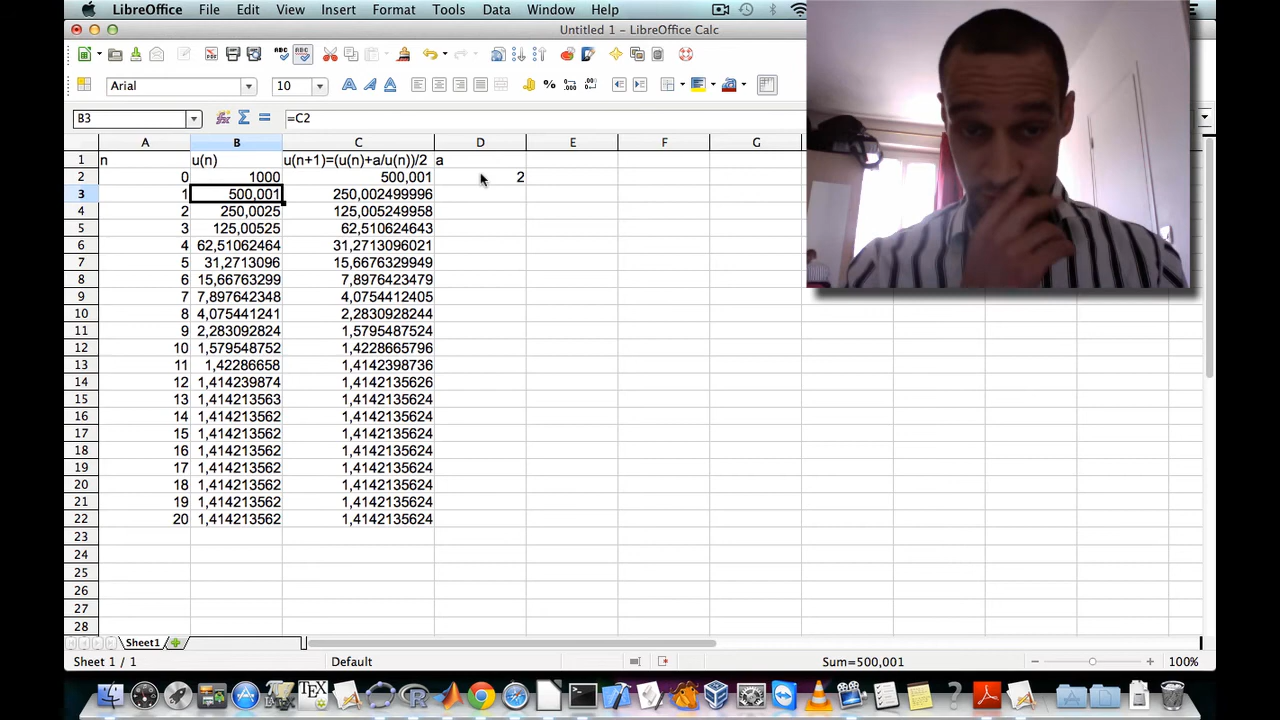 LibreOffice File Edit View Insert Format Tools Data Window Help
Untitled 1 - LibreOffice Calc
Arial 10
B3 =C2
A B C D E F G
1 n u(n) u(n+1)=(u(n)+a/u(n))/2 a
2 0 1000 500,001 2
3 1 500,001 250,002499996
4 2 250,0025 125,005249958
5 3 125,00525 62,510624643
6 4 62,51062464 31,2713096021
7 5 31,2713096 15,6676329949
8 6 15,66763299 7,8976423479
9 7 7,897642348 4,0754412405
10 8 4,075441241 2,2830928244
11 9 2,283092824 1,5795487524
12 10 1,579548752 1,4228665796
13 11 1,42286658 1,4142398736
14 12 1,414239874 1,4142135626
15 13 1,414213563 1,4142135624
16 14 1,414213562 1,4142135624
17 15 1,414213562 1,4142135624
18 16 1,414213562 1,4142135624
19 17 1,414213562 1,4142135624
20 18 1,414213562 1,4142135624
21 19 1,414213562 1,4142135624
22 20 1,414213562 1,4142135624
23
24
25
26
27
28
Sheet1
Sheet 1 / 1 Default Sum=500,001 100%